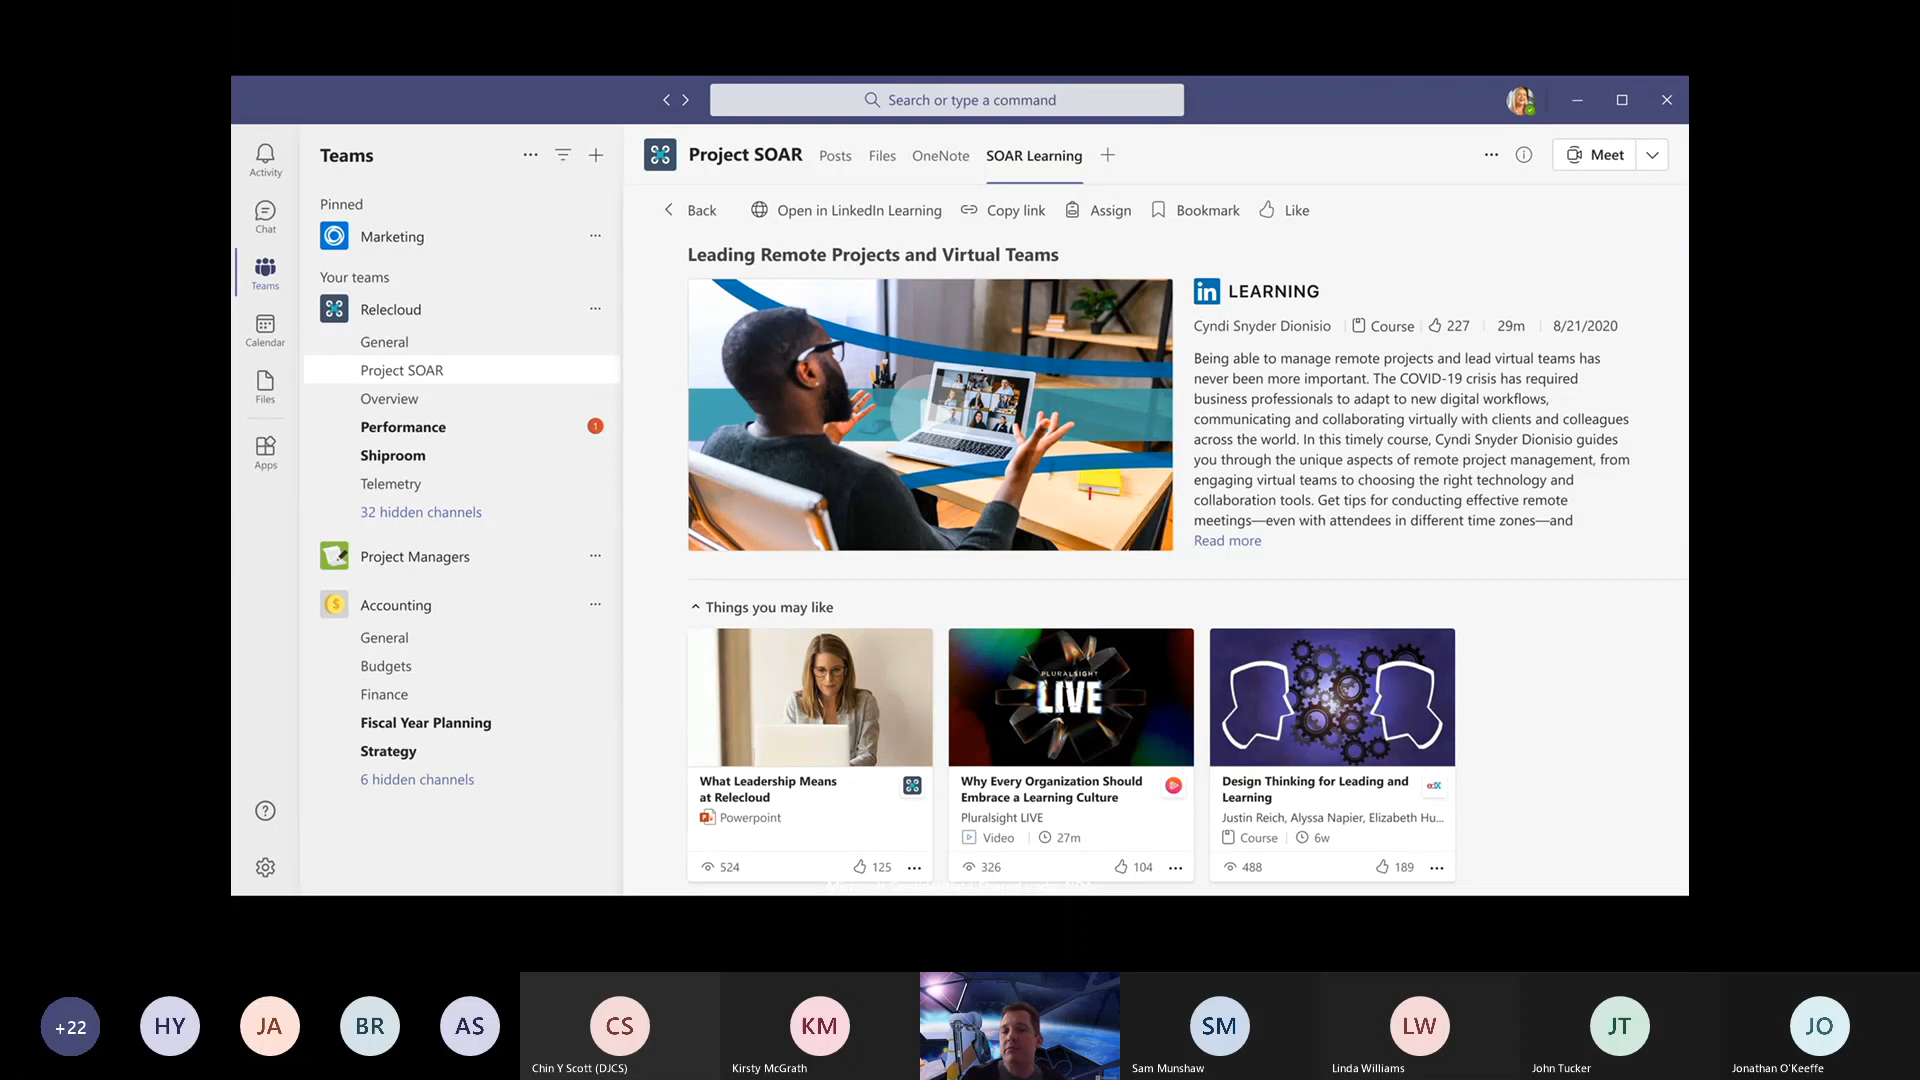 Search or type a command
Activity
Chat
Teams
Calendar
Files
Apps
Teams
Pinned
Marketing
Your teams
Relecloud
General
Project SOAR
Overview
Performance
1
Shiproom
Telemetry
32 hidden channels
Project Managers
Accounting
General
Budgets
Finance
Fiscal Year Planning
Strategy
6 hidden channels
Project SOAR Posts Files OneNote SOAR Learning
Meet
Back Open in LinkedIn Learning Copy link Assign Bookmark Like
Leading Remote Projects and Virtual Teams
in LEARNING
Cyndi Snyder Dionisio Course 227 29m 8/21/2020
Being able to manage remote projects and lead virtual teams has
never been more important. The COVID-19 crisis has required
business professionals to adapt to new digital workflows,
communicating and collaborating virtually with clients and colleagues
across the world. In this timely course, Cyndi Snyder Dionisio guides
you through the unique aspects of remote project management, from
engaging virtual teams to choosing the right technology and
collaboration tools. Get tips for conducting effective remote
meetings—even with attendees in different time zones—and
Read more
Things you may like
What Leadership Means
at Relecloud
Powerpoint
524 125
PLURALSIGHT
LIVE
Why Every Organization Should
Embrace a Learning Culture
Pluralsight LIVE
Video 27m
326 104
Design Thinking for Leading and
Learning
Justin Reich, Alyssa Napier, Elizabeth Hu...
Course 6w
488 189
+22
HY
JA
BR
AS
CS
Chin Y Scott (DJCS)
KM
Kirsty McGrath
SM
Sam Munshaw
LW
Linda Williams
JT
John Tucker
JO
Jonathan O'Keeffe